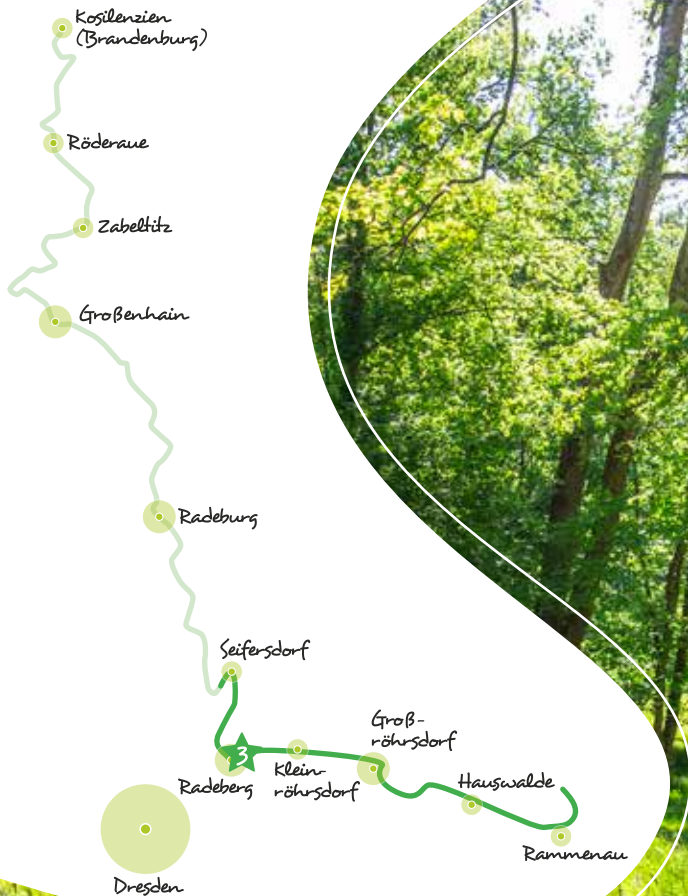 Kosilenzien
(Brandenburg)
Röderaue
Zabeltitz
Großenhain
Radeburg
Seifersdorf
Groß-
röhrsdorf
3
Klein-
röhrsdorf
Radeberg
Hauswalde
Rammenau
Dresden